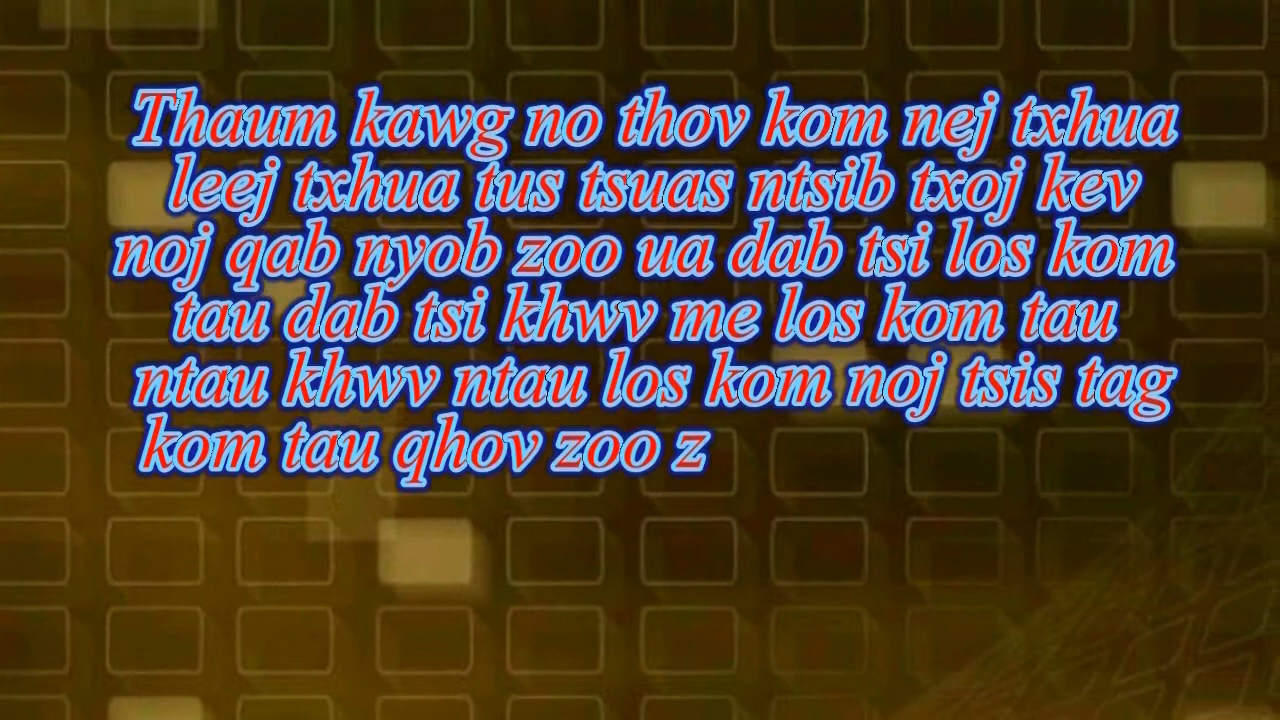 Thaum kawg no thov kom nej txhua
leej txhua tus tsuas ntsib txoj kev
noj qab nyob zoo ua dab tsi los kom
tau dab tsi khwv me los kom tau
ntau khwv ntau los kom noj tsis tag
kom tau qhov zoo z